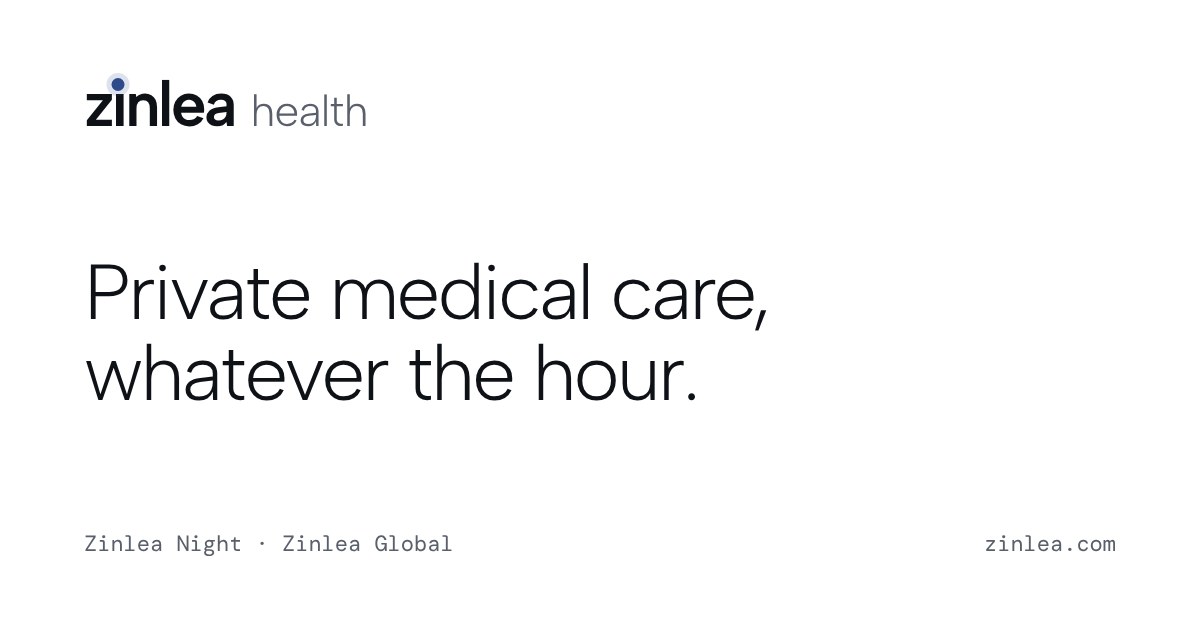 zinlea health
Private medical care,
whatever the hour.
Zinlea Night · Zinlea Global
zinlea.com